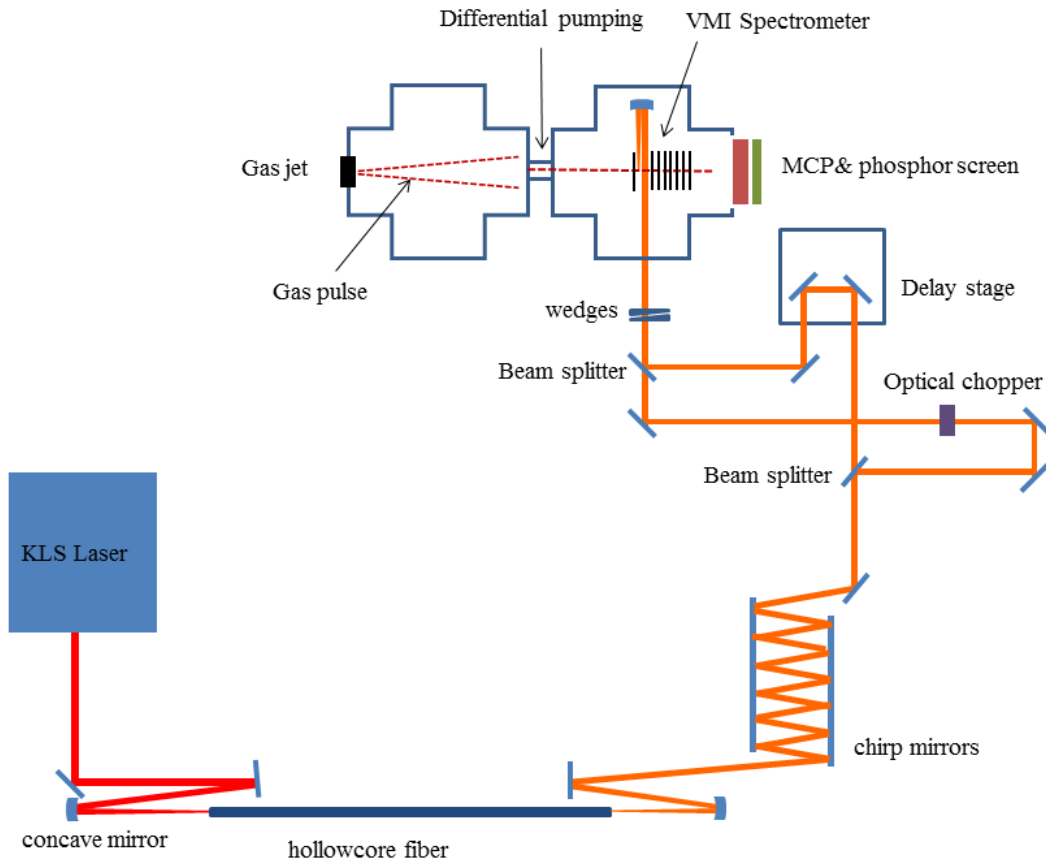 Differential pumping
VMI Spectrometer
Gas jet
MCP& phosphor screen
Gas pulse
Delay stage
wedges
Beam splitter
Optical chopper
Beam splitter
KLS Laser
chirp mirrors
concave mirror
hollowcore fiber